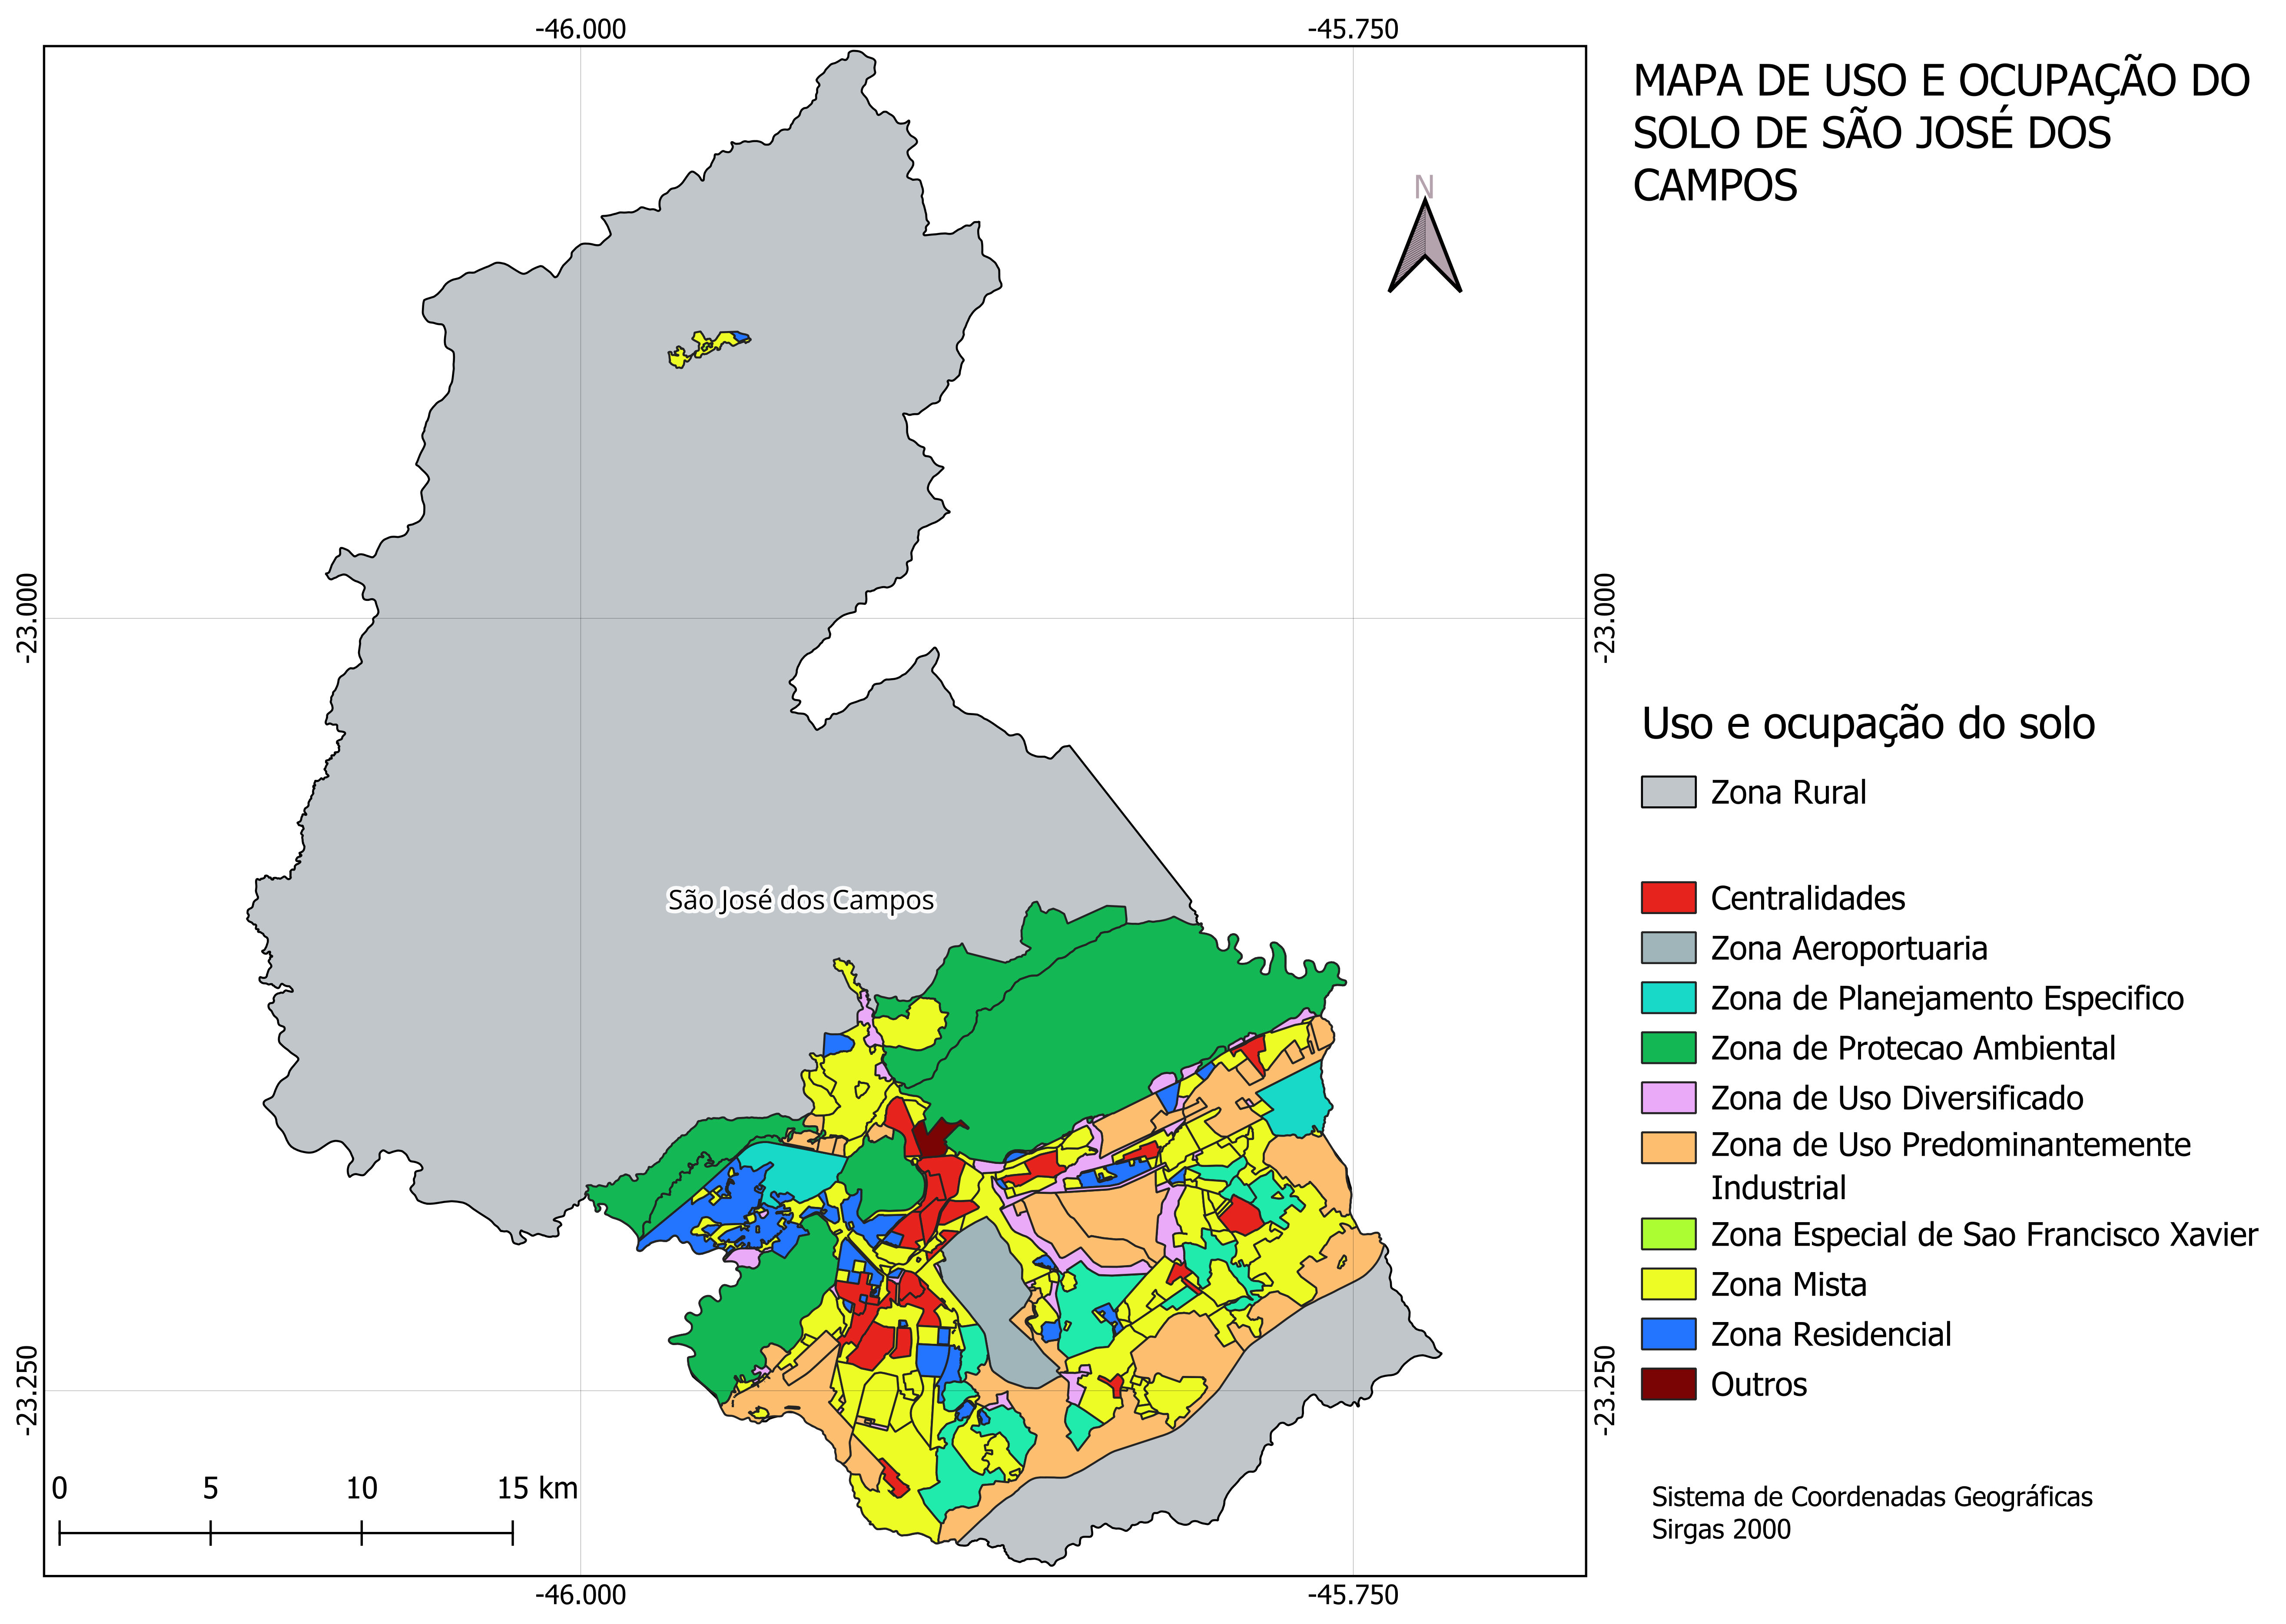 -46.000
-45.750
MAPA DE USO E OCUPAÇÃO DO
SOLO DE SÃO JOSÉ DOS
CAMPOS
N
-23.000
-23.000
Uso e ocupação do solo
Zona Rural
São José dos Campos
Centralidades
Zona Aeroportuaria
Zona de Planejamento Especifico
Zona de Protecao Ambiental
Zona de Uso Diversificado
Zona de Uso Predominantemente
Industrial
Zona Especial de Sao Francisco Xavier
Zona Mista
Zona Residencial
Outros
-23.250
-23.250
0 5 10 15 km
Sistema de Coordenadas Geográficas
Sirgas 2000
-46.000
-45.750